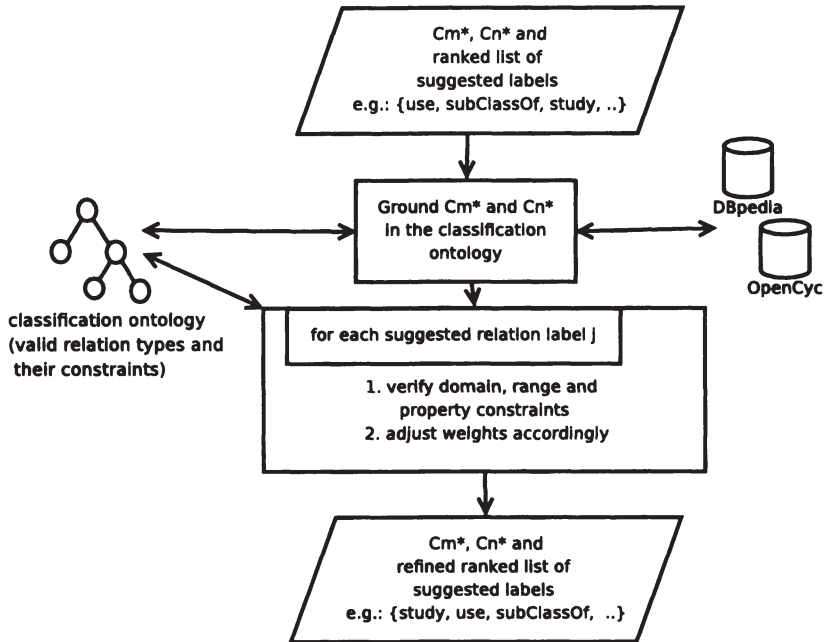 Cm*, Cn* and
ranked list of
suggested labels
e.g.: {use, subClassOf, study, ..}
Ground Cm* and Cn*
in the classification
ontology
DBpedia
OpenCyc
classification ontology
(valid relation types and
their constraints)
for each suggested relation label j
1. verify domain, range and
property constraints
2. adjust weights accordingly
Cm*, Cn* and
refined ranked list of
suggested labels
e.g.: {study, use, subClassOf, ..}